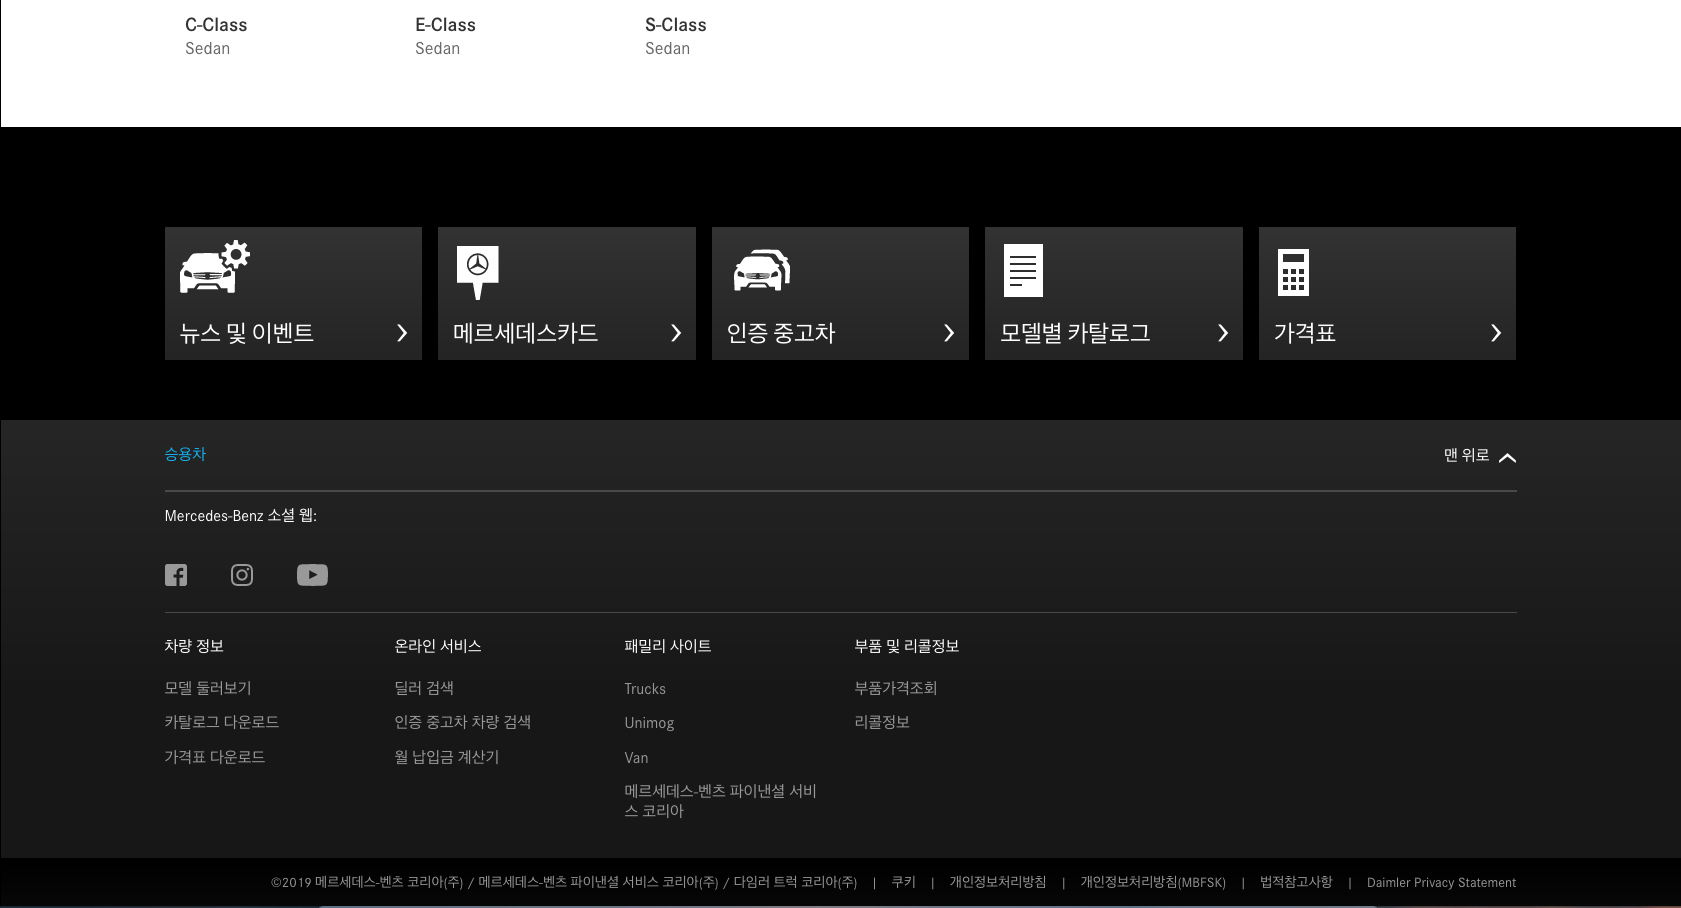 C-Class E-Class S-Class
Sedan Sedan Sedan
뉴스 및 이벤트 메르세데스카드 인증 중고차 모델별 카탈로그 가격표
승용차 맨 위로
Mercedes-Benz 소셜 웹:
차량 정보 온라인 서비스 패밀리 사이트 부품 및 리콜정보
모델 둘러보기 딜러 검색 Trucks 부품가격조회
카탈로그 다운로드 인증 중고차 차량 검색 Unimog 리콜정보
가격표 다운로드 월 납입금 계산기 Van
메르세데스-벤츠 파이낸셜 서비
스 코리아
©2019 메르세데스-벤츠 코리아(주) / 메르세데스-벤츠 파이낸셜 서비스 코리아(주) / 다임러 트럭 코리아(주) | 쿠키 | 개인정보처리방침 | 개인정보처리방침(MBFSK) | 법적참고사항 | Daimler Privacy Statement